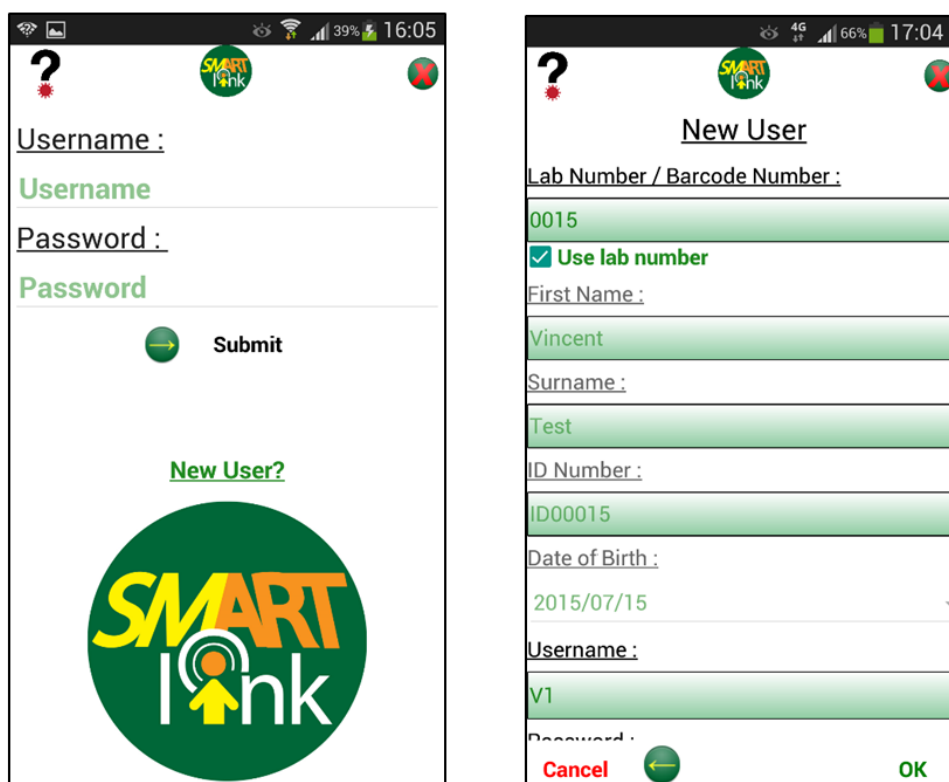 39% 16:05
?
SMART
link
Username :
Username
Password :
Password
Submit
New User?
SMART
link
4G 66% 17:04
?
SMART
link
New User
Lab Number / Barcode Number :
0015
Use lab number
First Name :
Vincent
Surname :
Test
ID Number :
ID00015
Date of Birth :
2015/07/15
Username :
V1
Password :
Cancel
OK